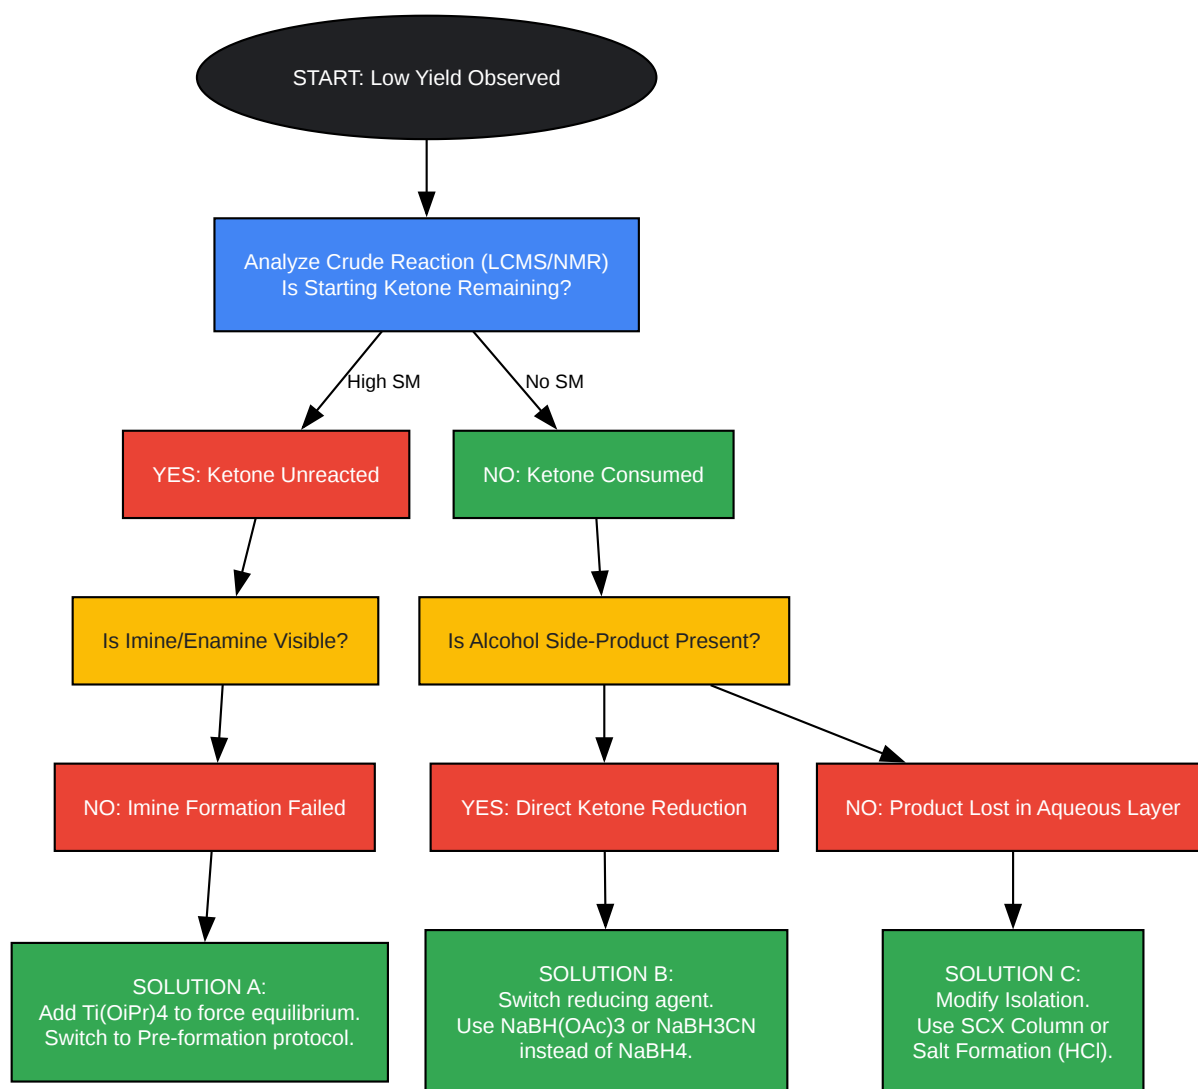 START: Low Yield Observed
Analyze Crude Reaction (LCMS/NMR)
Is Starting Ketone Remaining?
High SM
No SM
YES: Ketone Unreacted
NO: Ketone Consumed
Is Imine/Enamine Visible?
Is Alcohol Side-Product Present?
NO: Imine Formation Failed
YES: Direct Ketone Reduction
NO: Product Lost in Aqueous Layer
SOLUTION A:
Add Ti(OiPr)4 to force equilibrium.
Switch to Pre-formation protocol.
SOLUTION B:
Switch reducing agent.
Use NaBH(OAc)3 or NaBH3CN
instead of NaBH4.
SOLUTION C:
Modify Isolation.
Use SCX Column or
Salt Formation (HCl).